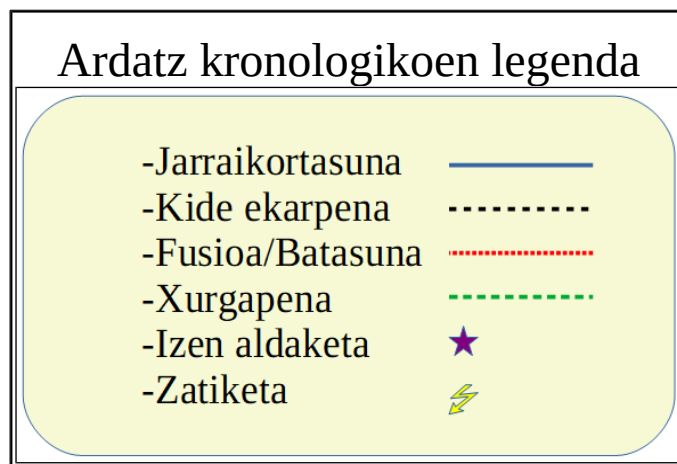 Ardatz kronologikoen legenda
-Jarraikortasuna
-Kide ekarpena
-Fusioa/Batasuna
-Xurgapena
-Izen aldaketa
-Zatiketa